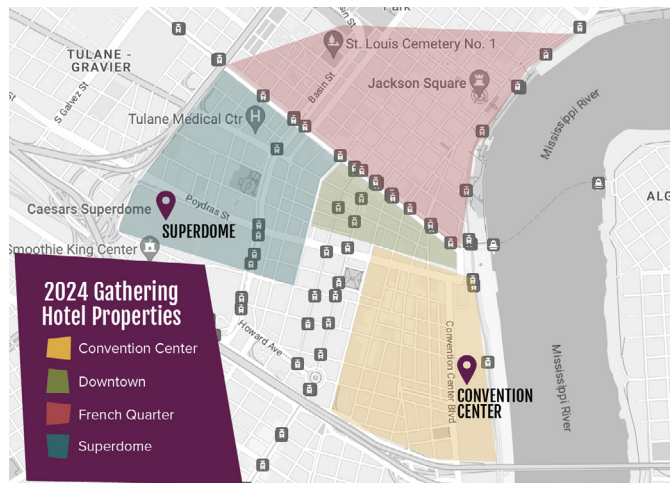 Park
TULANE -
GRAVIER
Basin St
St. Louis Cemetery No. 1
S Galvez St
Basin St
Jackson Square
Tulane Medical Ctr
Mississippi River
ALG
Caesars Superdome
Poydras St
SUPERDOME
Smoothie King Center
2024 Gathering
Hotel Properties
Convention Center
Downtown
French Quarter
Superdome
Howard Ave
Convention Center Blvd
CONVENTION
CENTER
Mississippi River